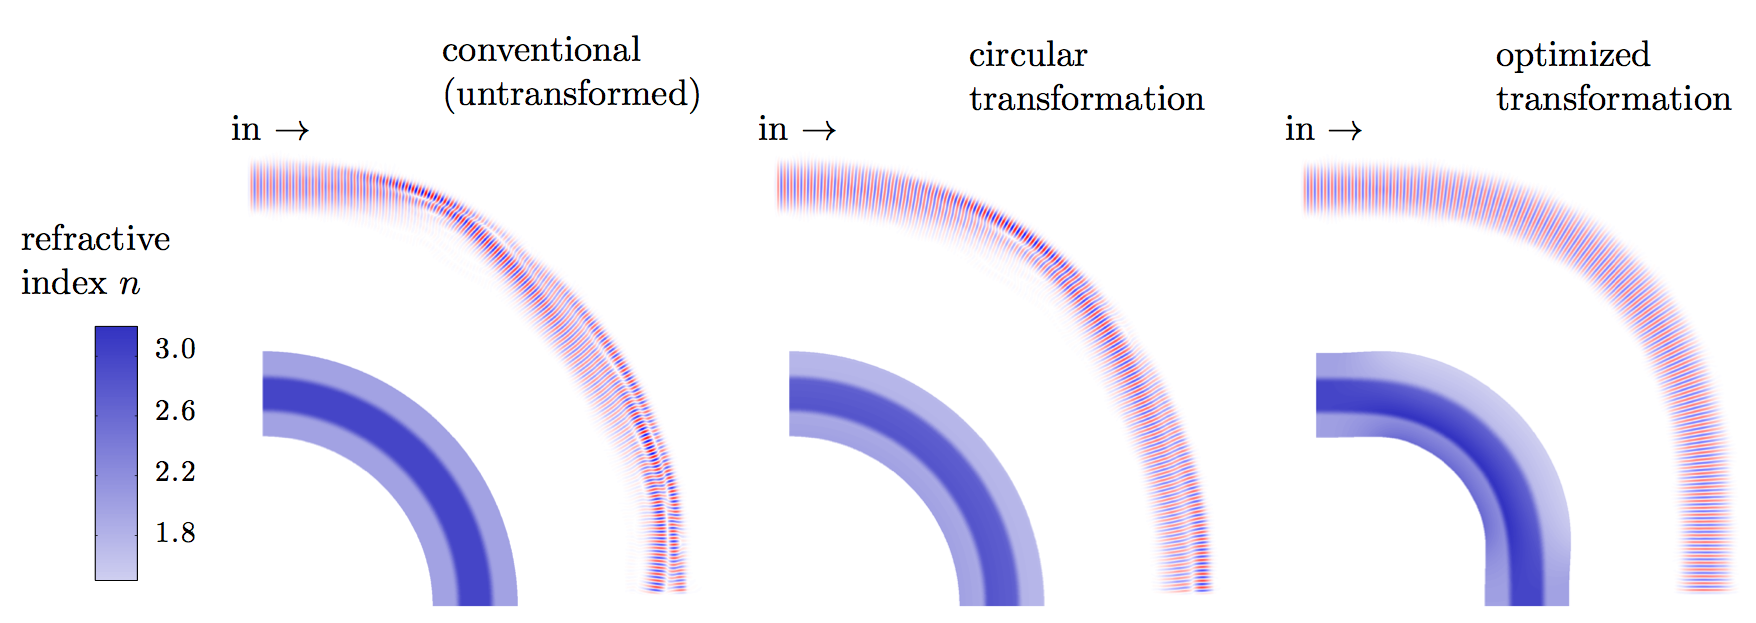 conventional
(untransformed)
circular
transformation
optimized
transformation
in →
in →
in →
refractive
index n
3.0
2.6
2.2
1.8